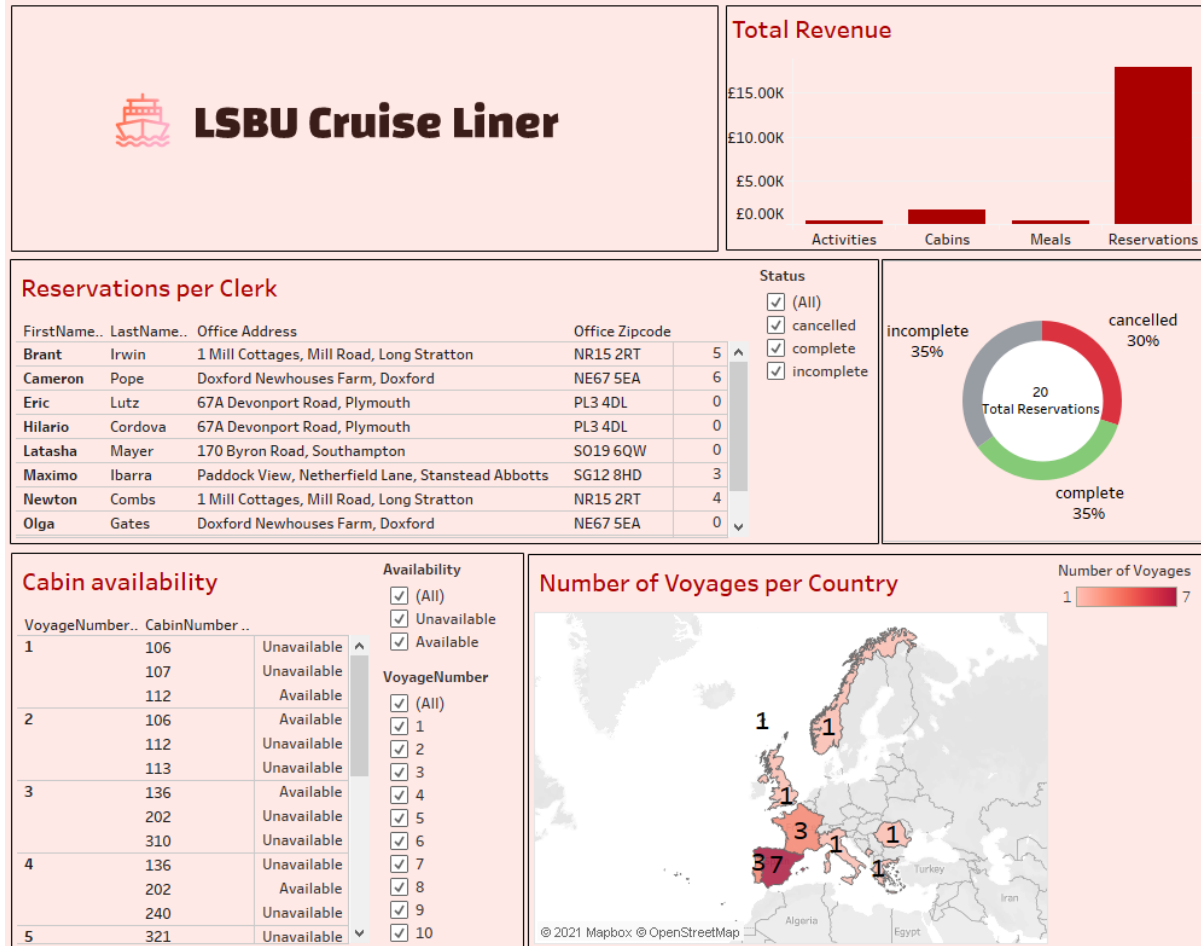 LSBU Cruise Liner
Total Revenue
£15.00K
£10.00K
£5.00K
£0.00K
Activities Cabins Meals Reservations
Reservations per Clerk
FirstName.. LastName.. Office Address Office Zipcode
Brant Irwin 1 Mill Cottages, Mill Road, Long Stratton NR15 2RT 5
Cameron Pope Doxford Newhouses Farm, Doxford NE67 5EA 6
Eric Lutz 67A Devonport Road, Plymouth PL3 4DL 0
Hilario Cordova 67A Devonport Road, Plymouth PL3 4DL 0
Latasha Mayer 170 Byron Road, Southampton SO19 6QW 0
Maximo Ibarra Paddock View, Netherfield Lane, Stanstead Abbotts SG12 8HD 3
Newton Combs 1 Mill Cottages, Mill Road, Long Stratton NR15 2RT 4
Olga Gates Doxford Newhouses Farm, Doxford NE67 5EA 0
Status
(All)
cancelled
complete
incomplete
incomplete
35%
cancelled
30%
20
Total Reservations
complete
35%
Cabin availability
VoyageNumber.. CabinNumber ..
1 106 Unavailable
107 Unavailable
112 Available
2 106 Available
112 Unavailable
113 Unavailable
3 136 Available
202 Unavailable
310 Unavailable
4 136 Unavailable
202 Available
240 Unavailable
5 321 Unavailable
Availability
(All)
Unavailable
Available
VoyageNumber
(All)
1
2
3
4
5
6
7
8
9
10
Number of Voyages per Country
Number of Voyages
1 7
1
1
1
3
1
1
3 7
1
Turkey
Iran
Algeria
Egypt
© 2021 Mapbox © OpenStreetMap